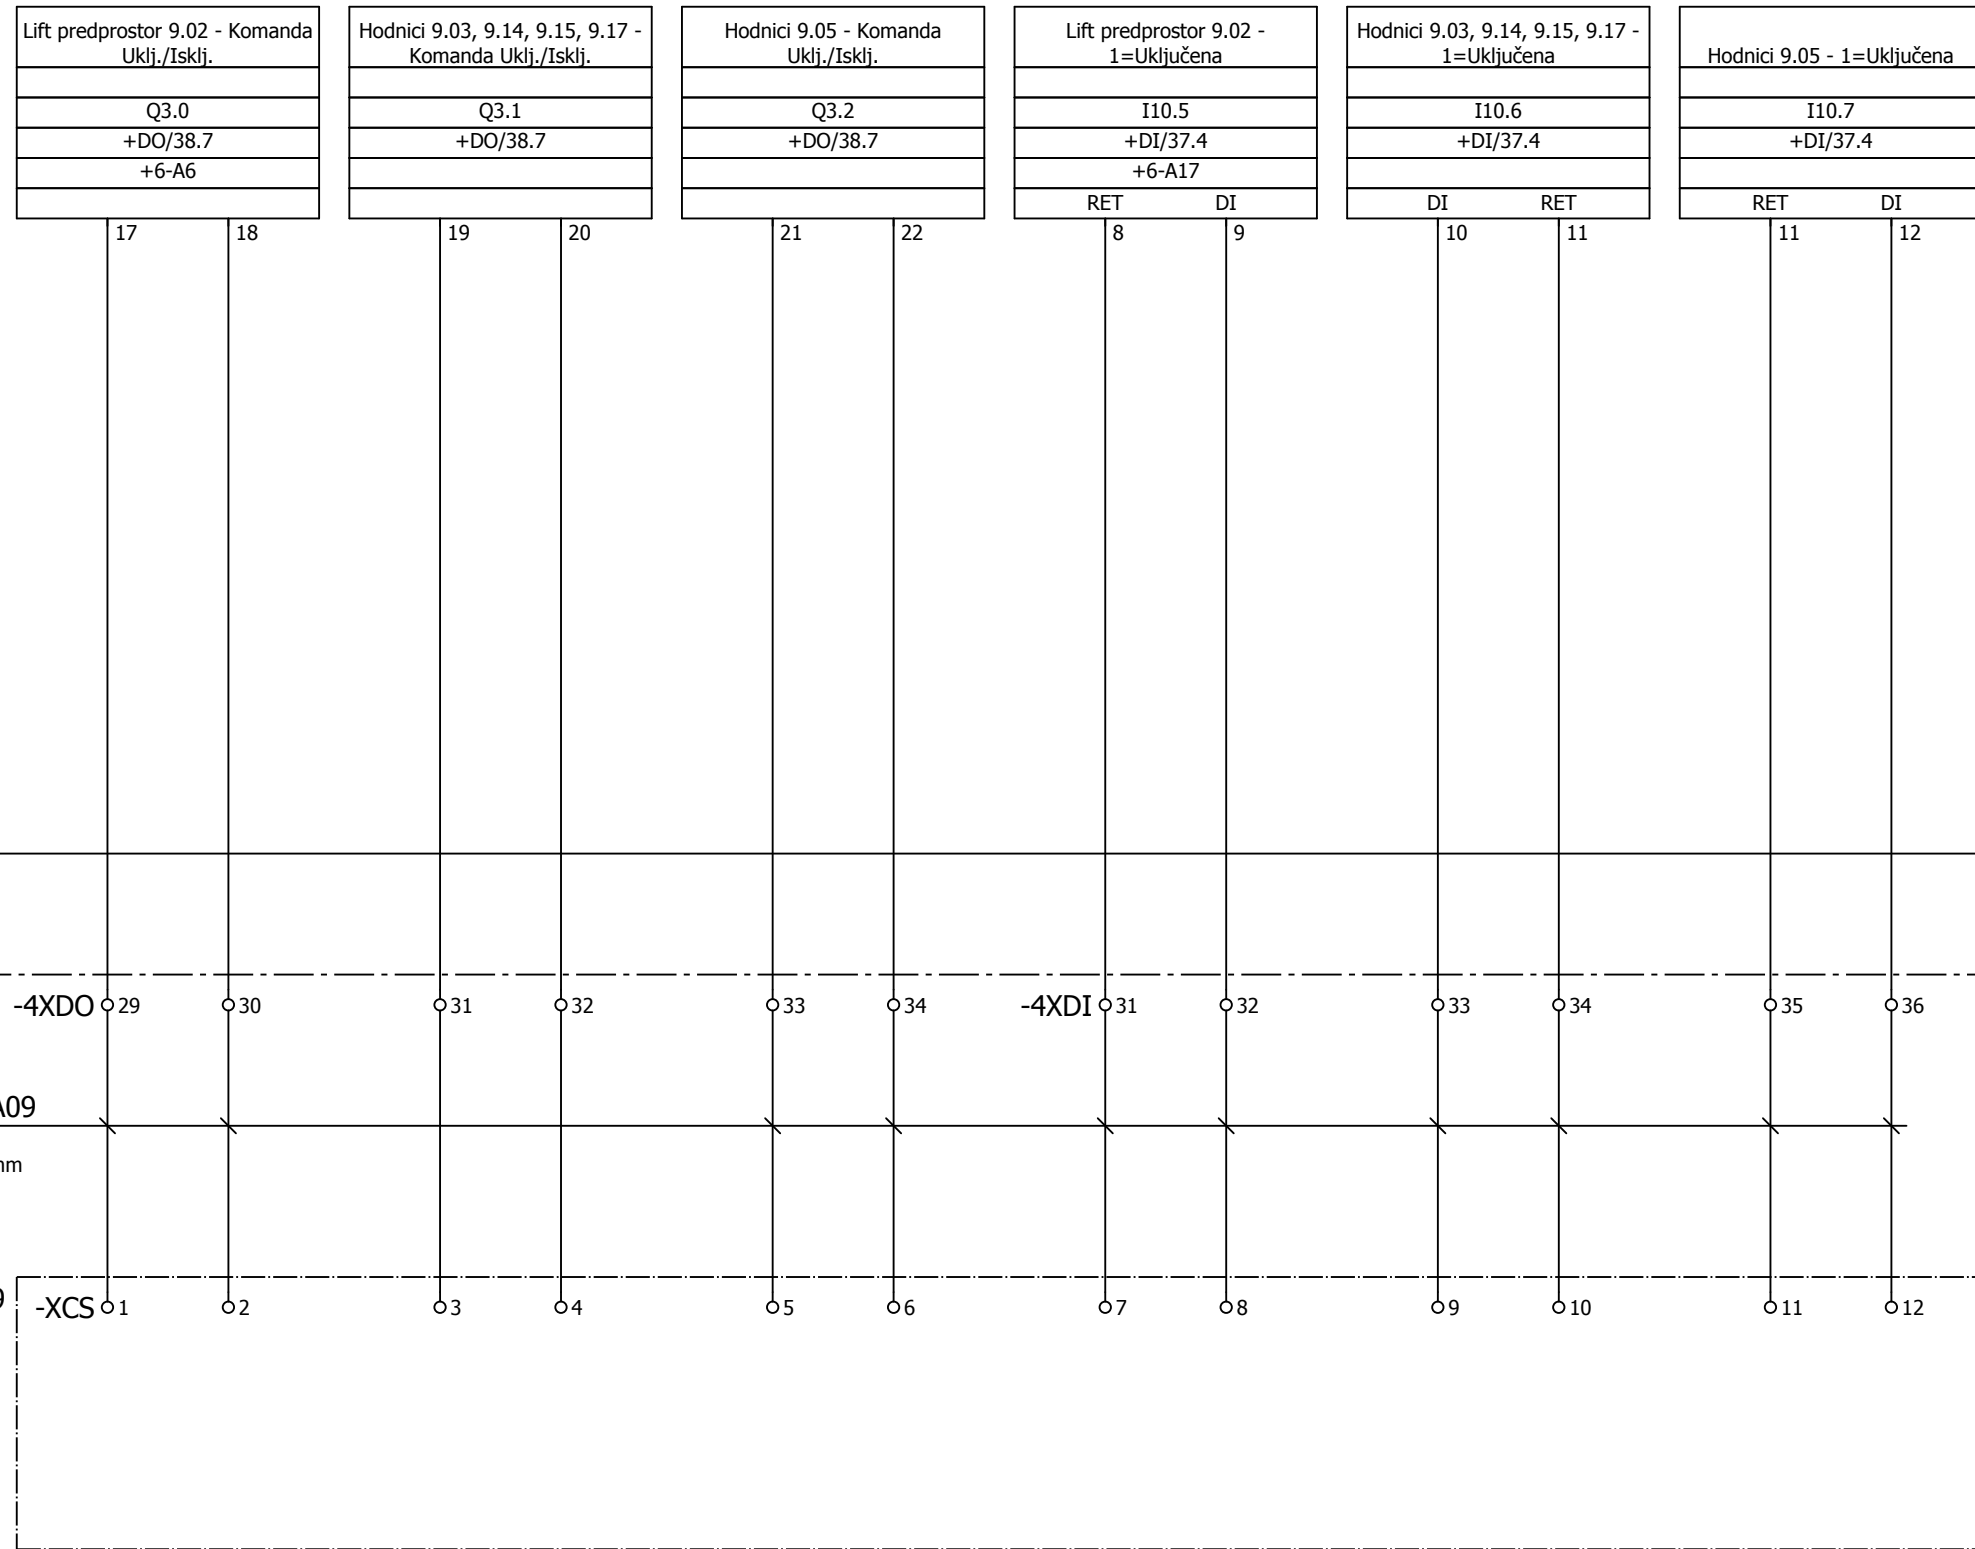 Lift predprostor 9.02 - Komanda
Uklj./Isklj.
Q3.0
+DO/38.7
+6-A6
Hodnici 9.03, 9.14, 9.15, 9.17 -
Komanda Uklj./Isklj.
Q3.1
+DO/38.7
Hodnici 9.05 - Komanda
Uklj./Isklj.
Q3.2
+DO/38.7
Lift predprostor 9.02 -
1=Uključena
I10.5
+DI/37.4
+6-A17
RET DI
Hodnici 9.03, 9.14, 9.15, 9.17 -
1=Uključena
I10.6
+DI/37.4
DI RET
Hodnici 9.05 - 1=Uključena
I10.7
+DI/37.4
RET DI
17 18 19 20 21 22 8 9 10 11 11 12
-4XDO 29 30 31 32 33 34 -4XDI 31 32 33 34 35 36
A09
mm
9 -XCS 1 2 3 4 5 6 7 8 9 10 11 12